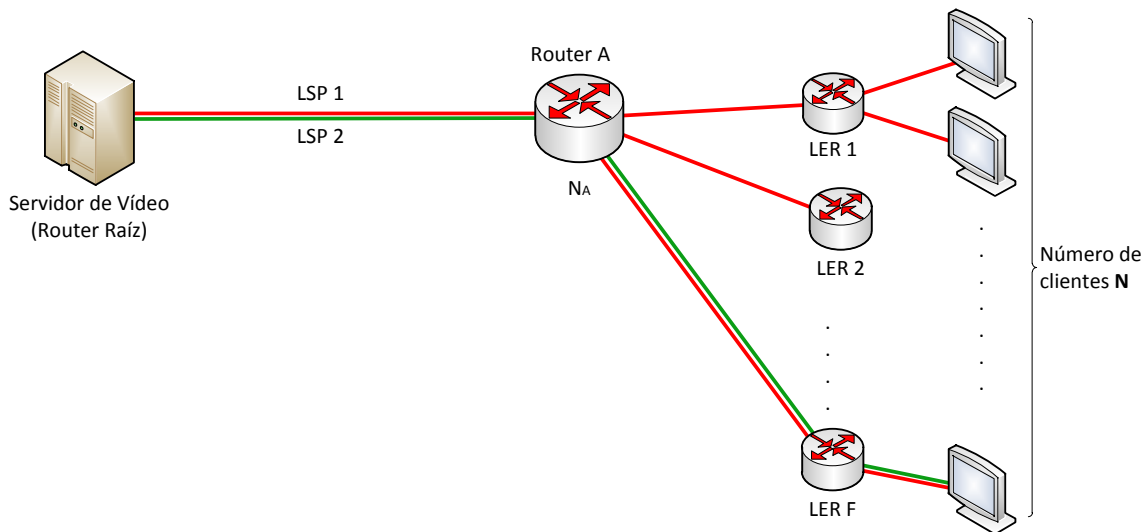 Router A
LSP 1
LSP 2
LER 1
Servidor de Vídeo
(Router Raíz)
NA
LER 2
Número de
clientes N
LER F